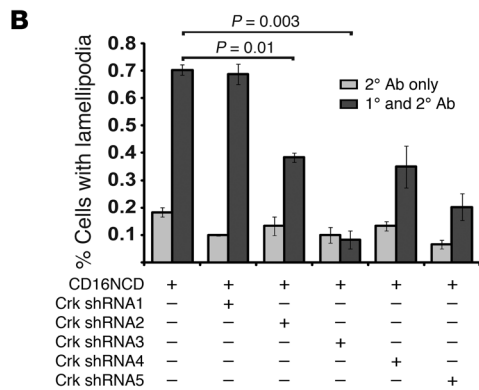 B
P = 0.003
P = 0.01
% Cells with lamellipodia
0.8
0.7
0.6
0.5
0.4
0.3
0.2
0.1
2° Ab only
1° and 2° Ab
CD16NCD + + + + + +
Crk shRNA1 – + – – – –
Crk shRNA2 – – + – – –
Crk shRNA3 – – – + – –
Crk shRNA4 – – – – + –
Crk shRNA5 – – – – – +